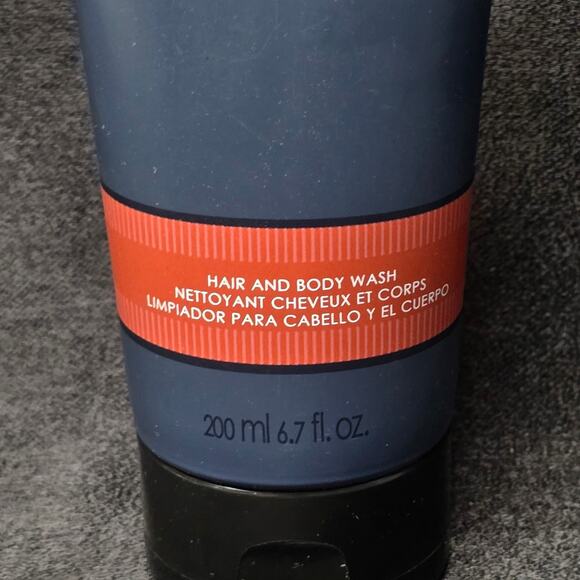 HAIR AND BODY WASH
NETTOYANT CHEVEUX ET CORPS
LIMPIADOR PARA CABELLO Y EL CUERPO
200 ml 6.7 fl. oz.